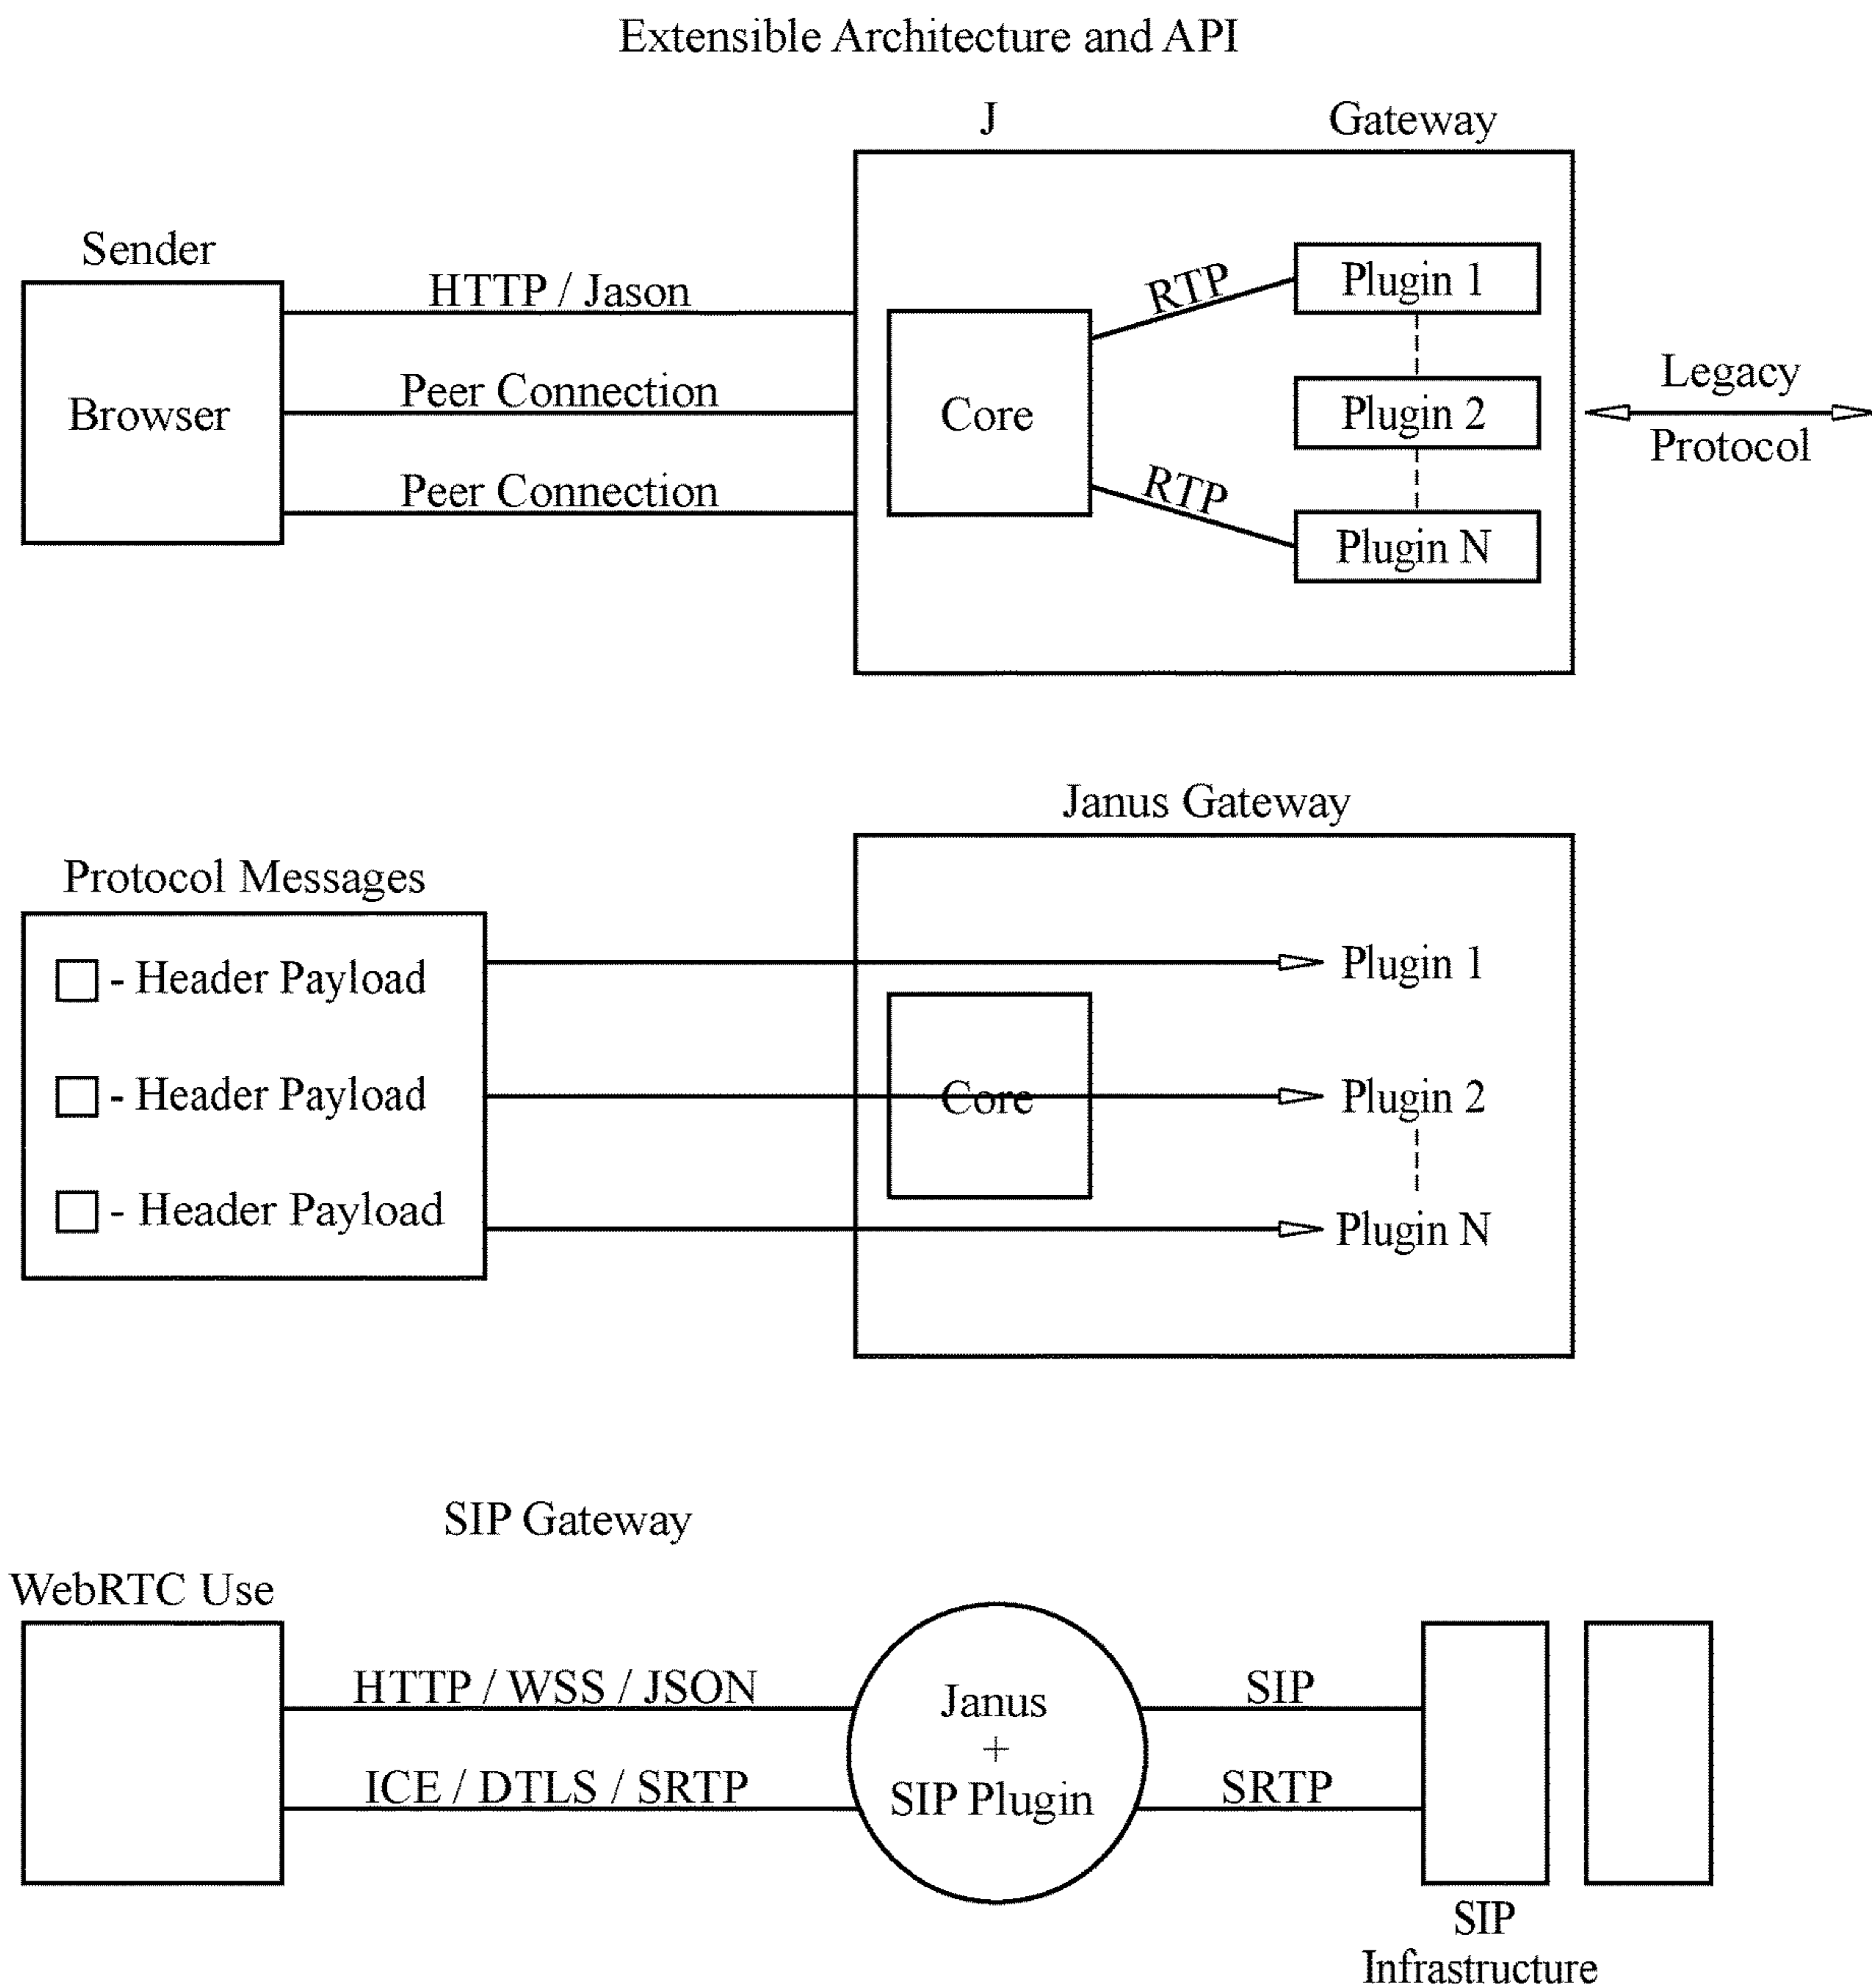 Extensible Architecture and API
J
Gateway
Sender
HTTP / Jason
RTP
Plugin 1
Peer Connection
Browser
Core
Plugin 2
Legacy
Protocol
Peer Connection
RTP
Plugin N
Janus Gateway
Protocol Messages
- Header Payload
Plugin 1
- Header Payload
Core
Plugin 2
- Header Payload
Plugin N
SIP Gateway
WebRTC Use
HTTP / WSS / JSON
Janus
+
SIP Plugin
SIP
ICE / DTLS / SRTP
SRTP
SIP
Infrastructure